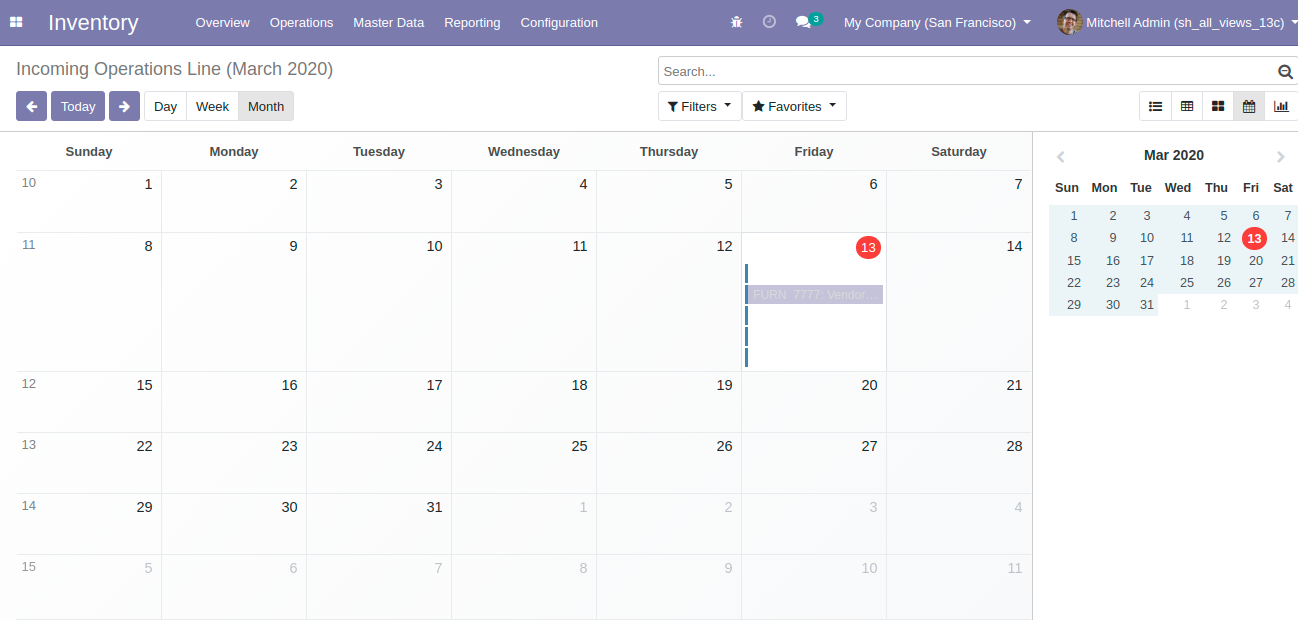 Inventory Overview Operations Master Data Reporting Configuration 3 My Company (San Francisco) Mitchell Admin (sh_all_views_13c)
Incoming Operations Line (March 2020)
Search...
Today Day Week Month Filters Favorites
Sunday Monday Tuesday Wednesday Thursday Friday Saturday
10 1 2 3 4 5 6 7
11 8 9 10 11 12 13 14
FURN_7777: Vendor...
12 15 16 17 18 19 20 21
13 22 23 24 25 26 27 28
14 29 30 31 1 2 3 4
15 5 6 7 8 9 10 11
Mar 2020
Sun Mon Tue Wed Thu Fri Sat
1 2 3 4 5 6 7
8 9 10 11 12 13 14
15 16 17 18 19 20 21
22 23 24 25 26 27 28
29 30 31 1 2 3 4